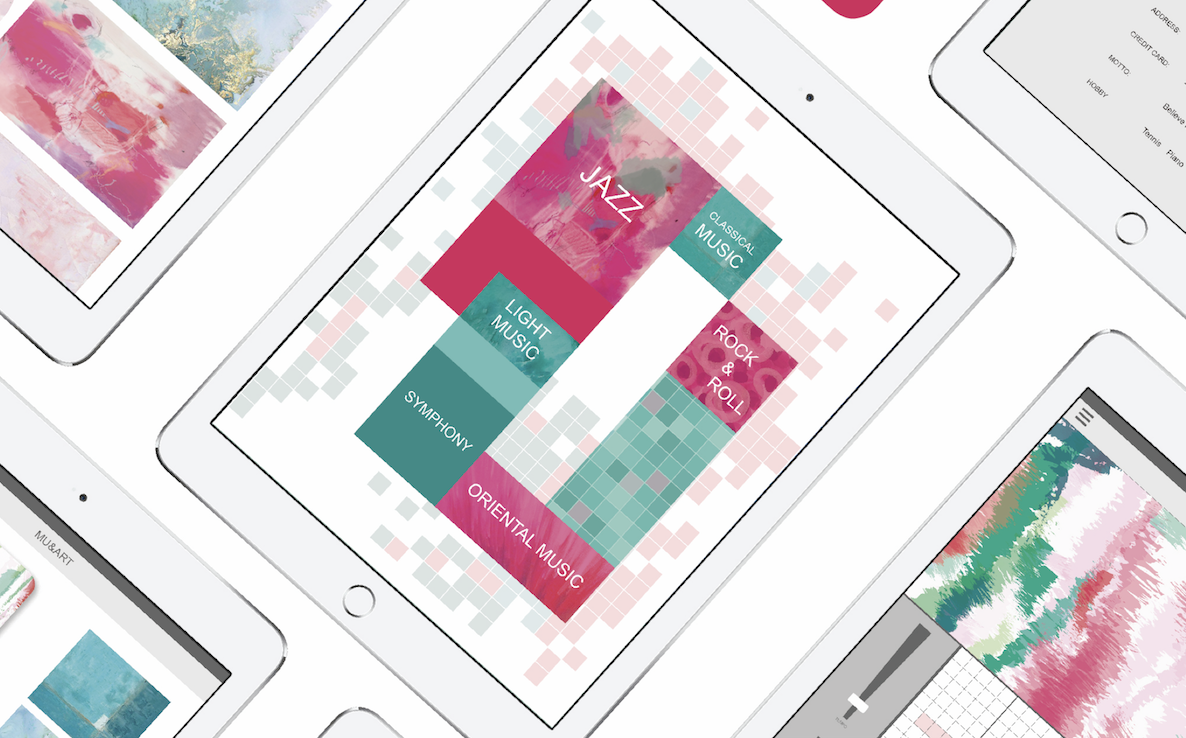 ADDRESS:
CREDIT CARD:
MOTTO:
HOBBY
Believe
Tennis Piano
JAZZ
CLASSICAL
MUSIC
LIGHT
MUSIC
ROCK
&
ROLL
SYMPHONY
ORIENTAL MUSIC
MU&ART